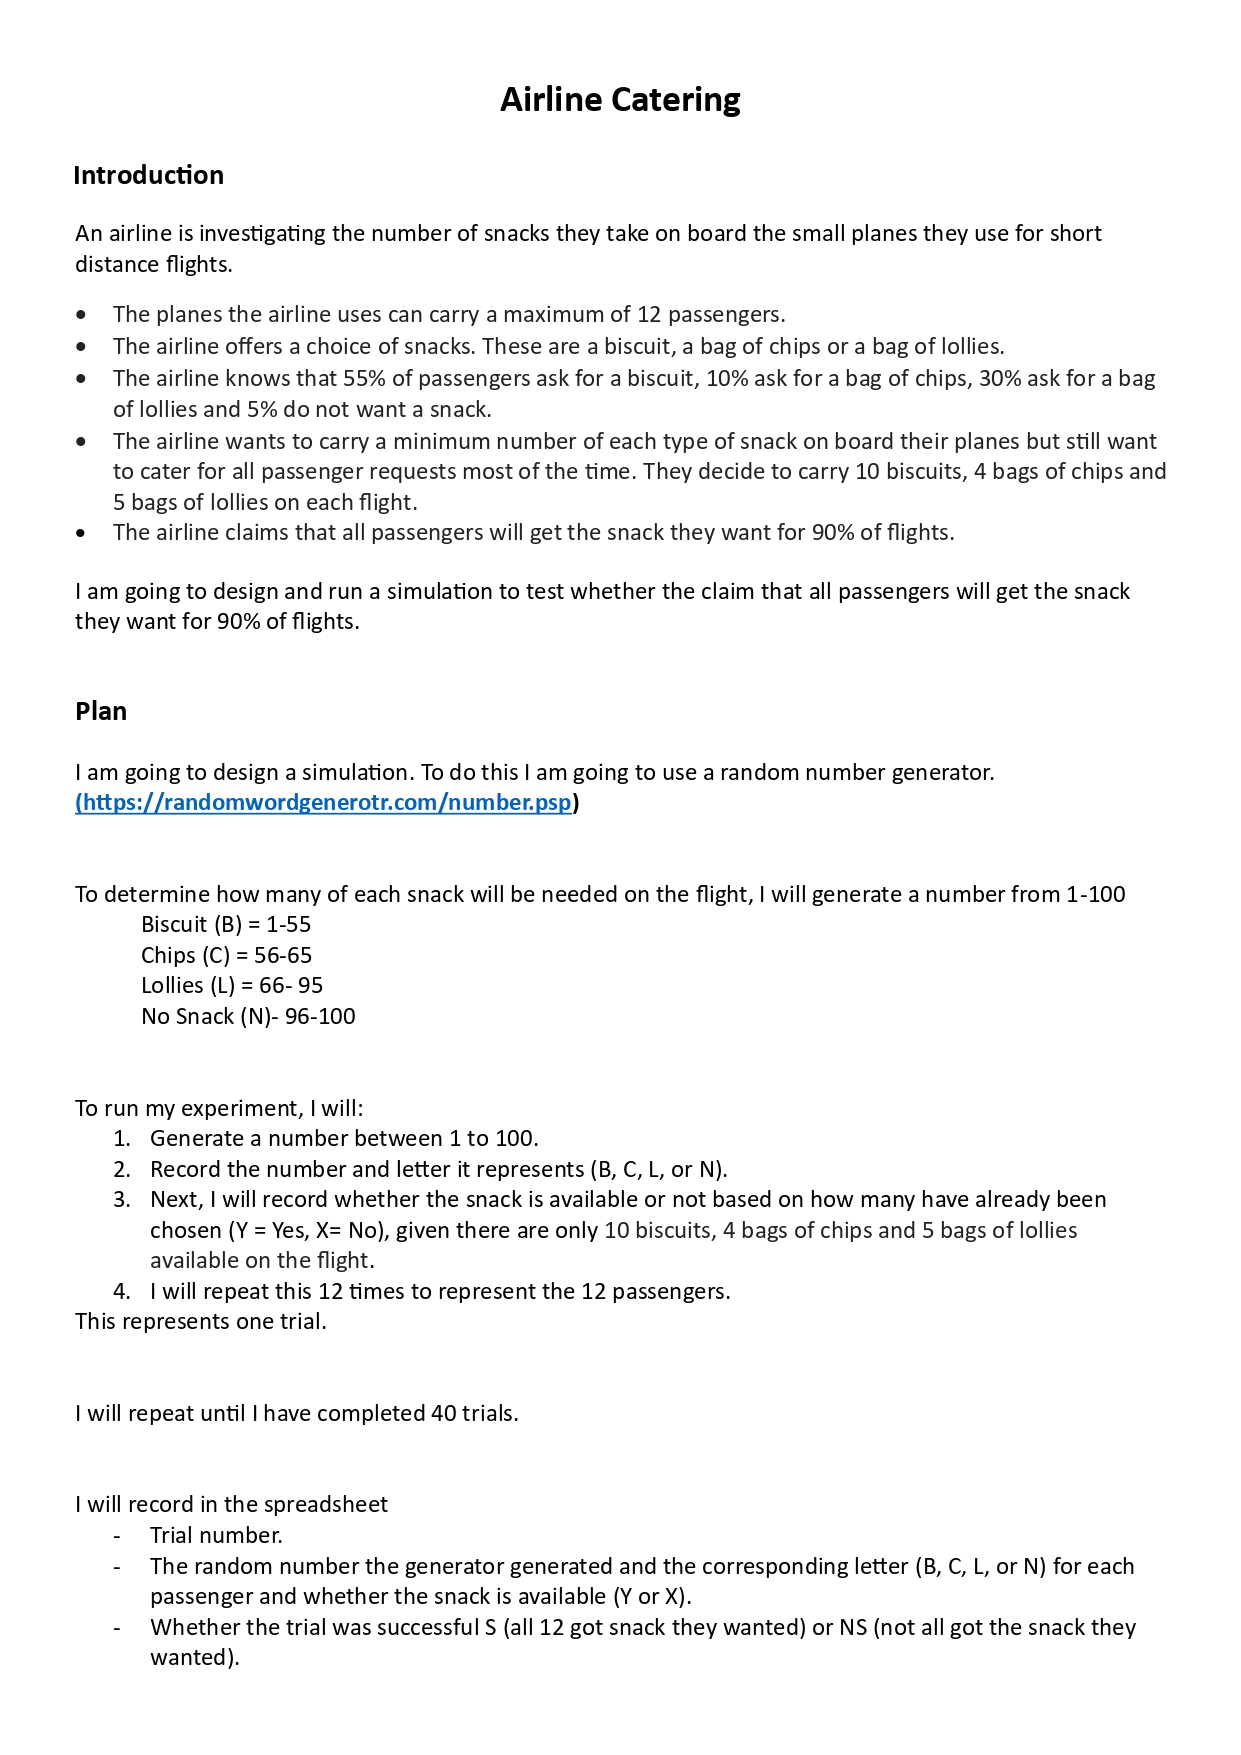 Airline Catering
Introduction
An airline is investigating the number of snacks they take on board the small planes they use for short
distance flights.
• The planes the airline uses can carry a maximum of 12 passengers.
• The airline offers a choice of snacks. These are a biscuit, a bag of chips or a bag of lollies.
• The airline knows that 55% of passengers ask for a biscuit, 10% ask for a bag of chips, 30% ask for a bag
of lollies and 5% do not want a snack.
• The airline wants to carry a minimum number of each type of snack on board their planes but still want
to cater for all passenger requests most of the time. They decide to carry 10 biscuits, 4 bags of chips and
5 bags of lollies on each flight.
• The airline claims that all passengers will get the snack they want for 90% of flights.
I am going to design and run a simulation to test whether the claim that all passengers will get the snack
they want for 90% of flights.
Plan
I am going to design a simulation. To do this I am going to use a random number generator.
(https://randomwordgenerotr.com/number.psp)
To determine how many of each snack will be needed on the flight, I will generate a number from 1-100
Biscuit (B) = 1-55
Chips (C) = 56-65
Lollies (L) = 66- 95
No Snack (N)- 96-100
To run my experiment, I will:
1. Generate a number between 1 to 100.
2. Record the number and letter it represents (B, C, L, or N).
3. Next, I will record whether the snack is available or not based on how many have already been
chosen (Y = Yes, X= No), given there are only 10 biscuits, 4 bags of chips and 5 bags of lollies
available on the flight.
4. I will repeat this 12 times to represent the 12 passengers.
This represents one trial.
I will repeat until I have completed 40 trials.
I will record in the spreadsheet
- Trial number.
- The random number the generator generated and the corresponding letter (B, C, L, or N) for each
passenger and whether the snack is available (Y or X).
- Whether the trial was successful S (all 12 got snack they wanted) or NS (not all got the snack they
wanted).